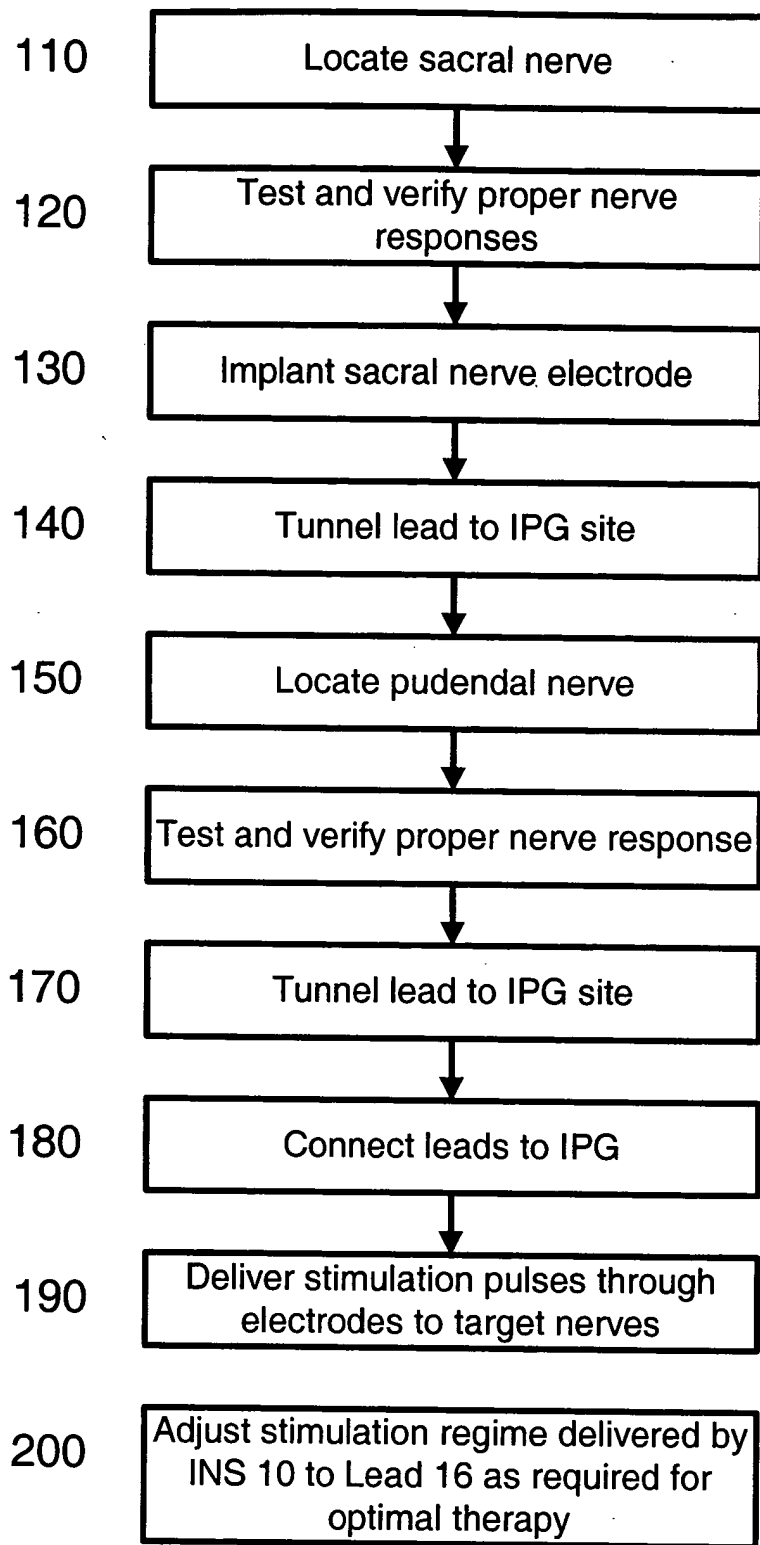 110
Locate sacral nerve
120
Test and verify proper nerve
responses
130
Implant sacral nerve electrode
140
Tunnel lead to IPG site
150
Locate pudendal nerve
160
Test and verify proper nerve response
170
Tunnel lead to IPG site
180
Connect leads to IPG
190
Deliver stimulation pulses through
electrodes to target nerves
200
Adjust stimulation regime delivered by
INS 10 to Lead 16 as required for
optimal therapy